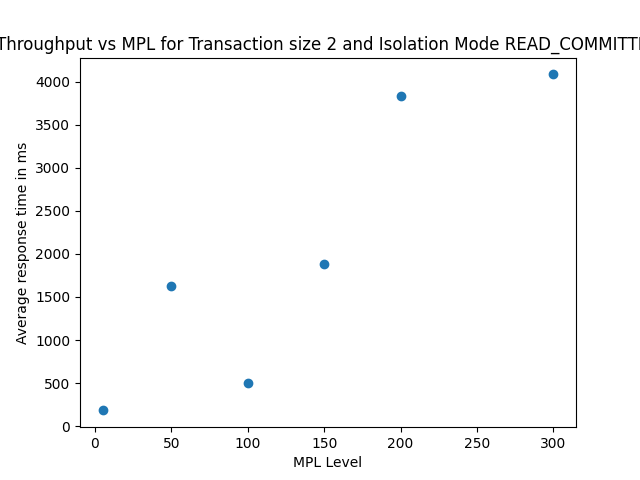 Throughput vs MPL for Transaction size 2 and Isolation Mode READ_COMMITT
4000
3500
3000
2500
2000
1500
1000
500
0
Average response time in ms
0 50 100 150 200 250 300
MPL Level